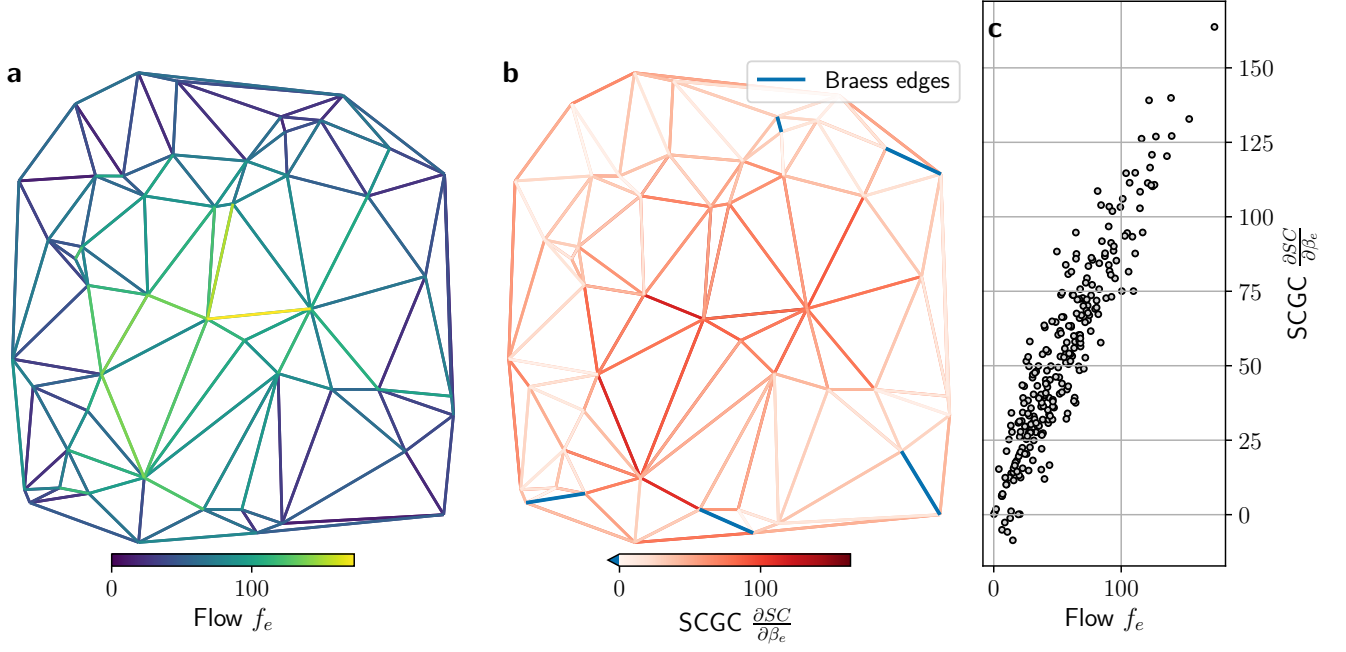 a
b
c
Braess edges
0
100
Flow f_e
0
100
SCGC ∂SC/∂β_e
150
125
100
75
50
25
0
SCGC ∂SC/∂β_e
0
100
Flow f_e